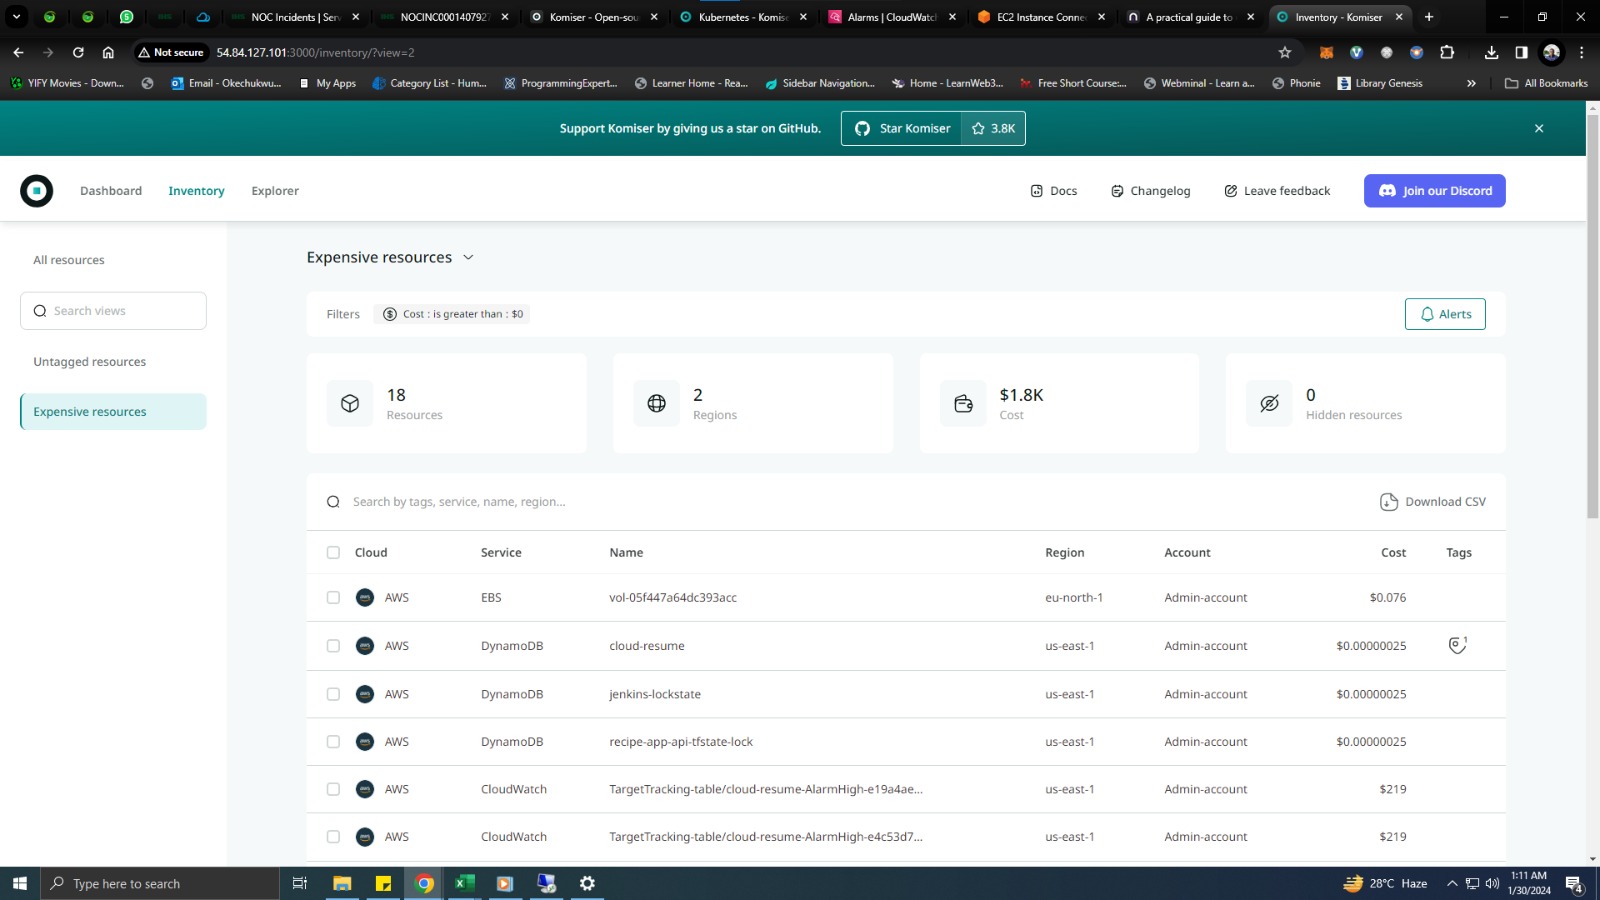 NOC Incidents | Serv
NOCINC0001407927
Komiser - Open-sou
Kubernetes - Komise
Alarms | CloudWatch
EC2 Instance Conne
A practical guide to
Inventory - Komiser
Not secure
54.84.127.101:3000/inventory/?view=2
YIFY Movies - Down...
Email - Okechukwu...
My Apps
Category List - Hum...
ProgrammingExpert...
Learner Home - Rea...
Sidebar Navigation...
Home - LearnWeb3...
Free Short Course:...
Webminal - Learn a...
Phonie
Library Genesis
»
All Bookmarks
Support Komiser by giving us a star on GitHub.
Star Komiser
3.8K
Dashboard
Inventory
Explorer
Docs
Changelog
Leave feedback
Join our Discord
All resources
Search views
Untagged resources
Expensive resources
Expensive resources
Filters
Cost : is greater than : $0
Alerts
18
Resources
2
Regions
$1.8K
Cost
0
Hidden resources
Search by tags, service, name, region...
Download CSV
Cloud Service Name Region Account Cost Tags
AWS EBS vol-05f447a64dc393acc eu-north-1 Admin-account $0.076
AWS DynamoDB cloud-resume us-east-1 Admin-account $0.00000025 1
AWS DynamoDB jenkins-lockstate us-east-1 Admin-account $0.00000025
AWS DynamoDB recipe-app-api-tfstate-lock us-east-1 Admin-account $0.00000025
AWS CloudWatch TargetTracking-table/cloud-resume-AlarmHigh-e19a4ae... us-east-1 Admin-account $219
AWS CloudWatch TargetTracking-table/cloud-resume-AlarmHigh-e4c53d7... us-east-1 Admin-account $219
Type here to search
28°C Haze
1:11 AM
1/30/2024
4